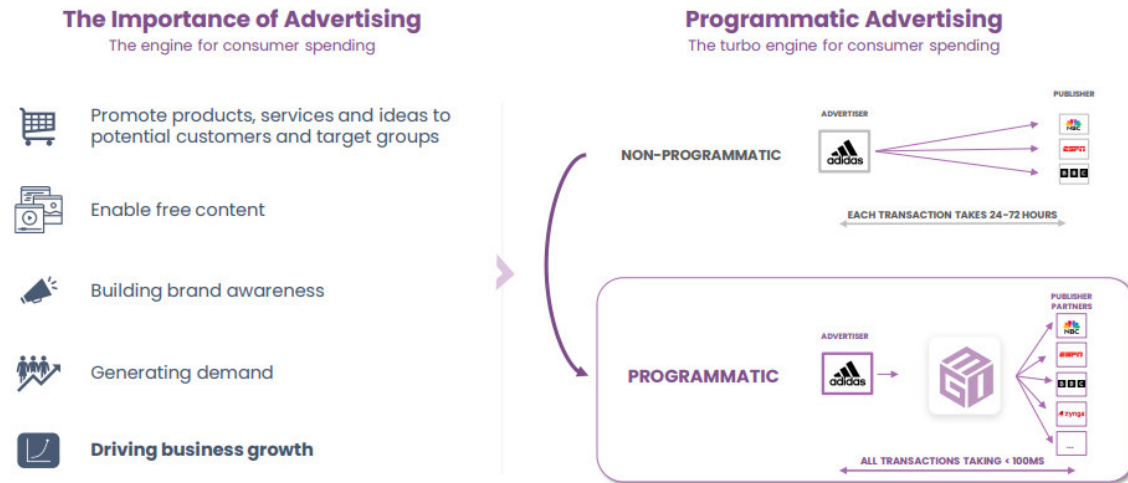 The Importance of Advertising
The engine for consumer spending
Promote products, services and ideas to
potential customers and target groups
Enable free content
Building brand awareness
Generating demand
Driving business growth
Programmatic Advertising
The turbo engine for consumer spending
PUBLISHER
ADVERTISER
NON-PROGRAMMATIC
adidas
NBC
ESPN
BBC
EACH TRANSACTION TAKES 24-72 HOURS
PUBLISHER
PARTNERS
ADVERTISER
PROGRAMMATIC
adidas
MGI
NBC
ESPN
BBC
zynga
...
ALL TRANSACTIONS TAKING < 100MS